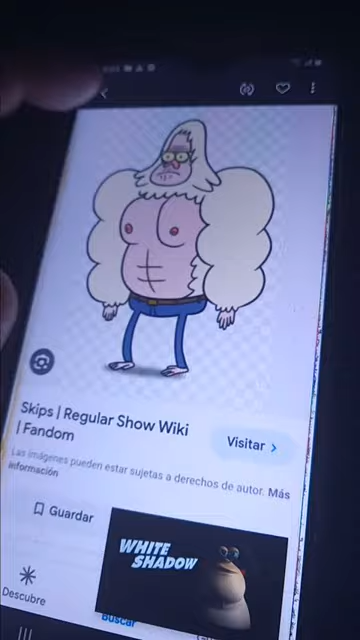 Skips | Regular Show Wiki
| Fandom
Visitar
Las imágenes pueden estar sujetas a derechos de autor. Más
información
Guardar
WHITE
SHADOW
Descubre
Buscar